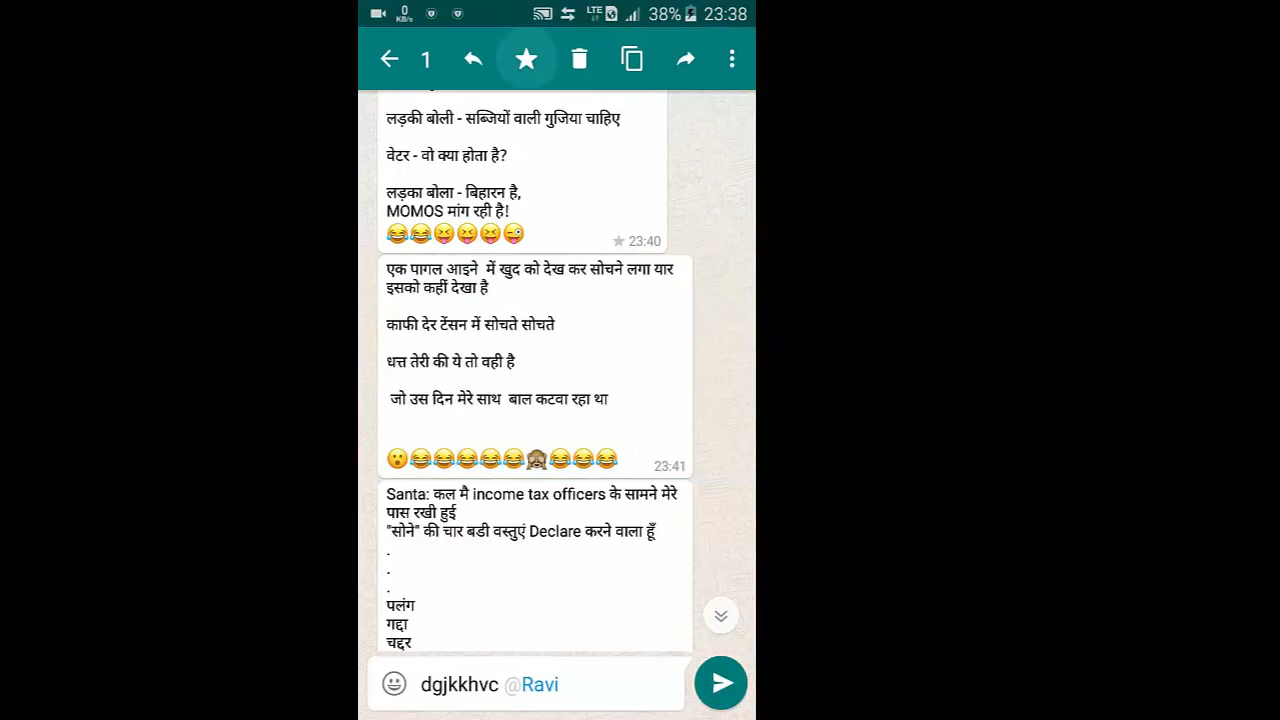 0
KB/s
LTE
38%
23:38
1
लड़की बोली - सब्जियों वाली गुजिया चाहिए
वेटर - वो क्या होता है?
लड़का बोला - बिहारन है,
MOMOS मांग रही है!
😂😂😝😝😝😜
23:40
एक पागल आइने में खुद को देख कर सोचने लगा यार
इसको कहीं देखा है
काफी देर टेंसन में सोचते सोचते
धत्त तेरी की ये तो वही है
जो उस दिन मेरे साथ बाल कटवा रहा था
😮😂😂😂😂😂🙈😂😂😂
23:41
Santa: कल मै income tax officers के सामने मेरे
पास रखी हुई
"सोने" की चार बडी वस्तुएं Declare करने वाला हूँ
.
.
.
पलंग
गद्दा
चद्दर
dgjkkhvc @Ravi